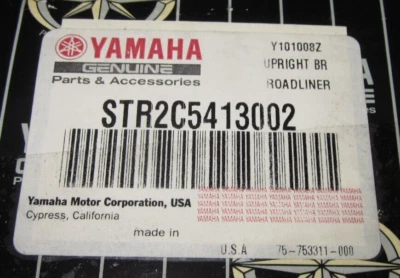 YAMAHA
GENUINE
Parts & Accessories
Y101008Z
UPRIGHT BR
ROADLINER
STR2C5413002
Yamaha Motor Corporation, USA
Cypress, California
made in
U.S.A
75-753311-000